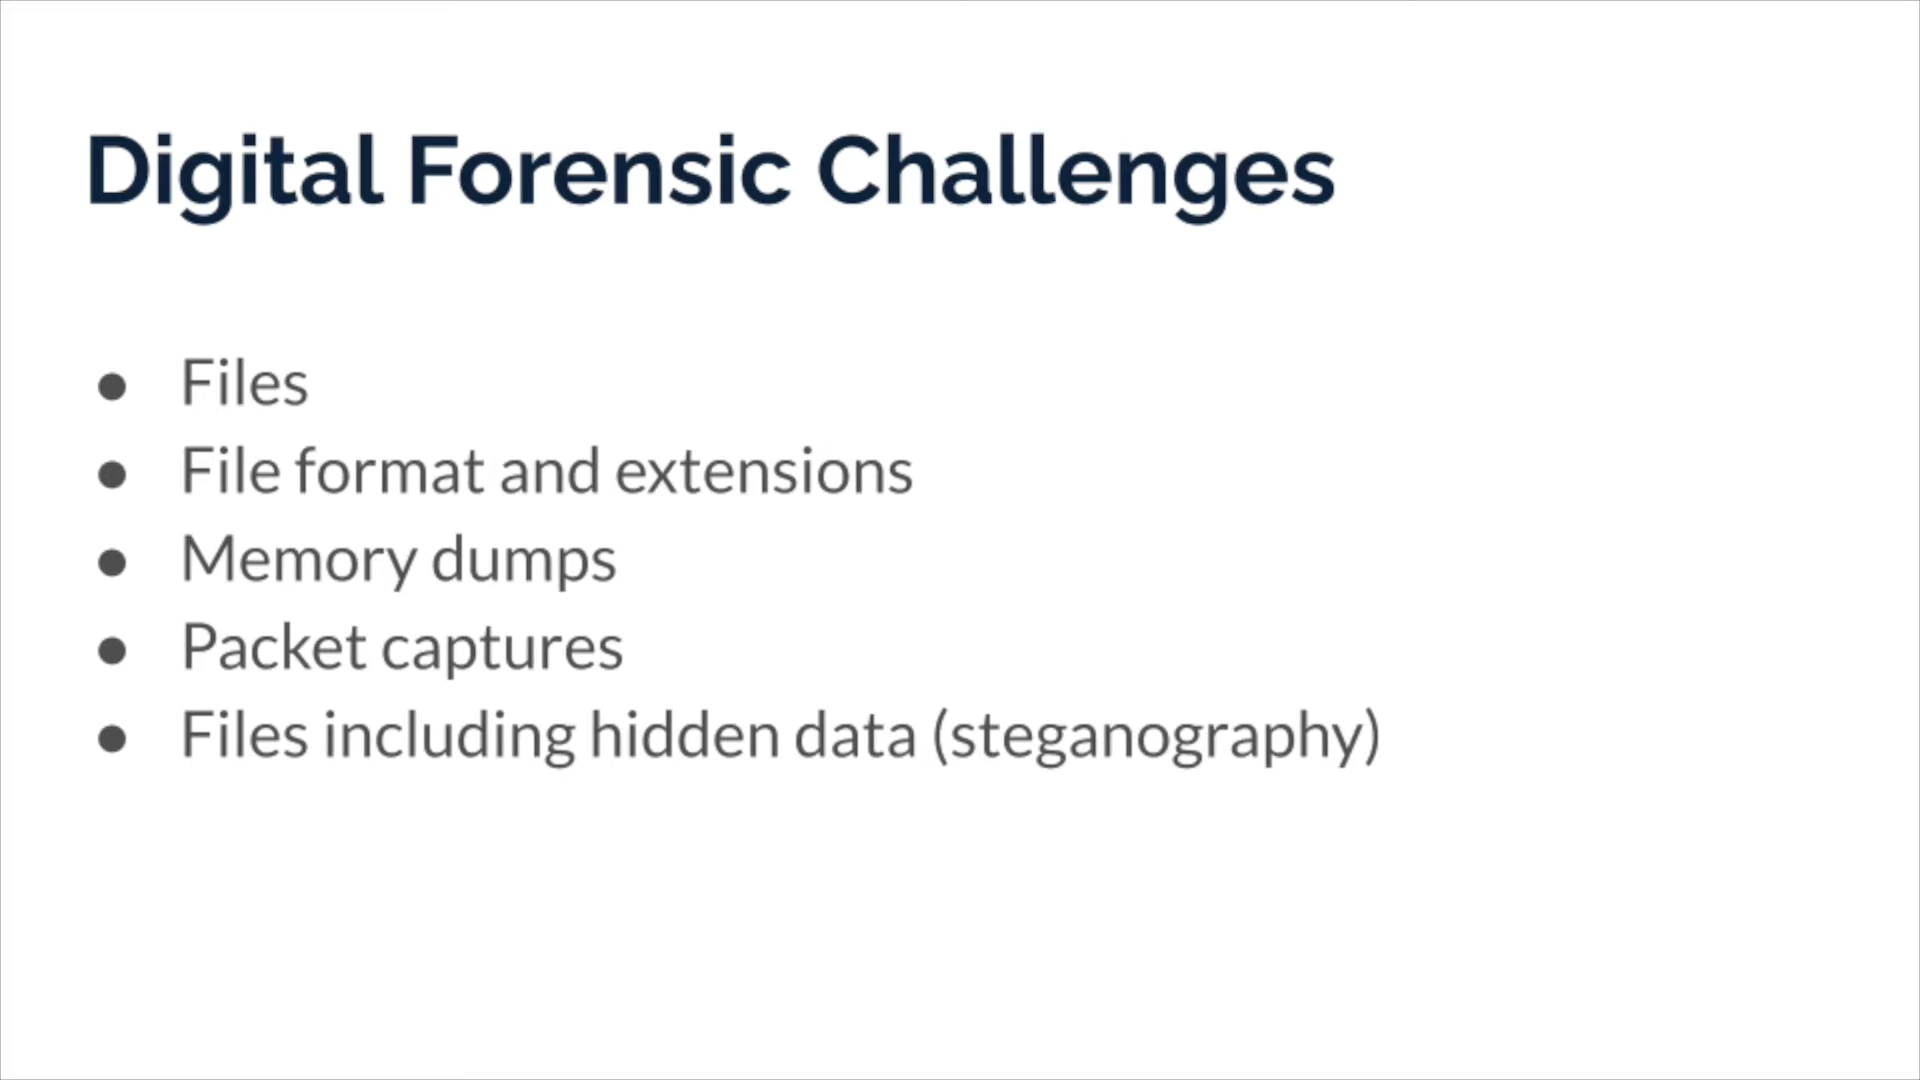 Digital Forensic Challenges
● Files
● File format and extensions
● Memory dumps
● Packet captures
● Files including hidden data (steganography)